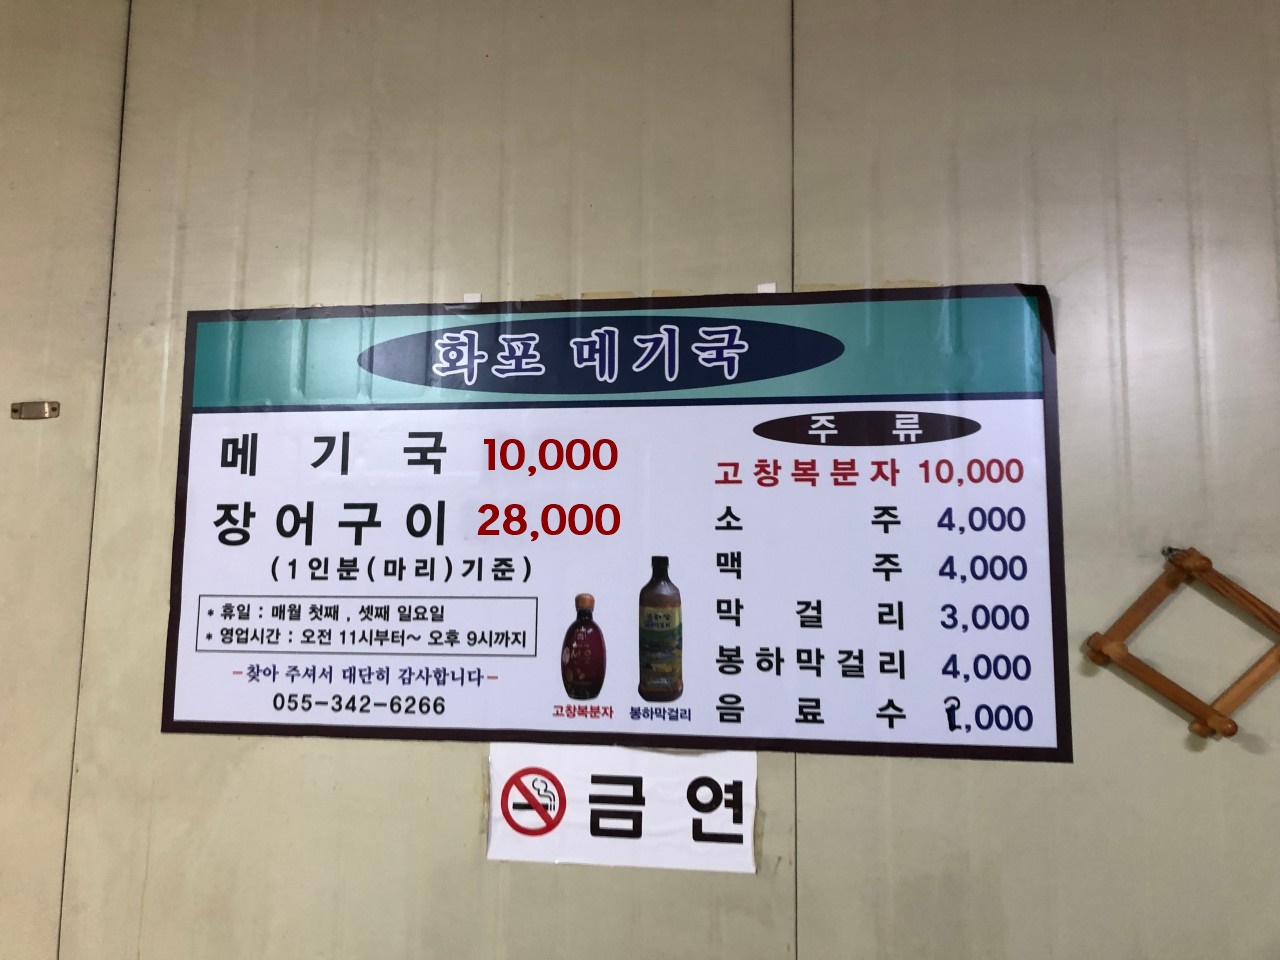 화포 메기국
메기국 10,000
장어구이 28,000
(1인분(마리)기준)
* 휴일 : 매월 첫째 , 셋째 일요일
* 영업시간 : 오전 11시부터~ 오후 9시까지
-찾아 주셔서 대단히 감사합니다-
055-342-6266
고창복분자
봉하막걸리
주류
고창복분자 10,000
소주 4,000
맥주 4,000
막걸리 3,000
봉하막걸리 4,000
음료수 2,000
금연